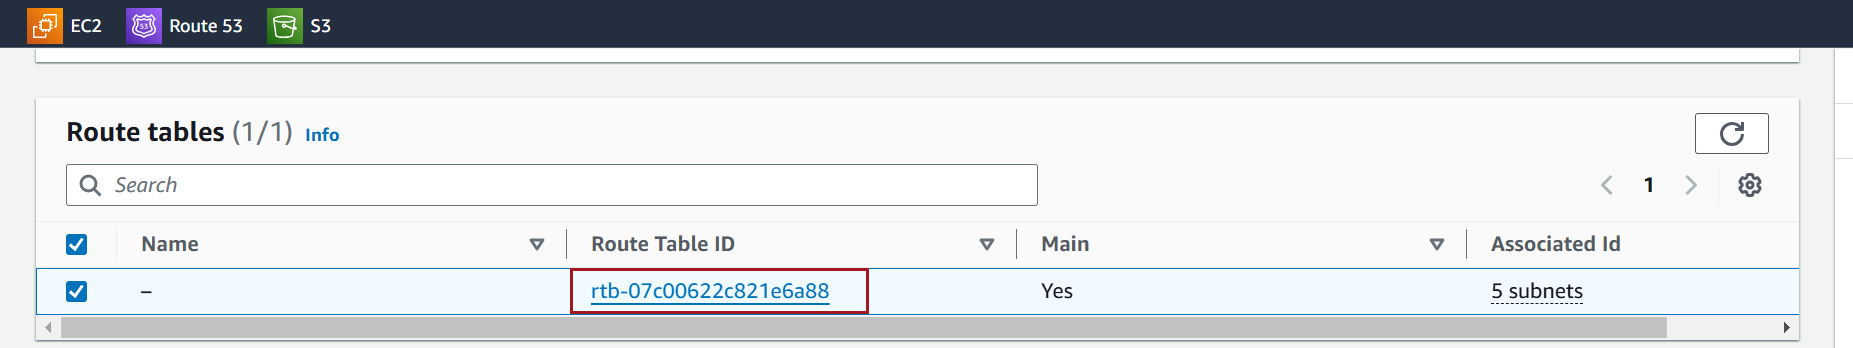 EC2 Route 53 S3
Route tables (1/1) Info
Search
1
Name Route Table ID Main Associated Id
– rtb-07c00622c821e6a88 Yes 5 subnets